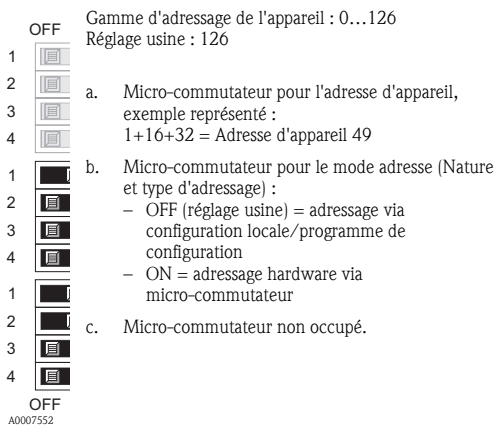 OFF
1
2
3
4
1
2
3
4
1
2
3
4
OFF
A0007552
Gamme d'adressage de l'appareil : 0…126
Réglage usine : 126
a. Micro-commutateur pour l'adresse d'appareil,
exemple représenté :
1+16+32 = Adresse d'appareil 49
b. Micro-commutateur pour le mode adresse (Nature
et type d'adressage) :
– OFF (réglage usine) = adressage via
configuration locale/programme de
configuration
– ON = adressage hardware via
micro-commutateur
c. Micro-commutateur non occupé.